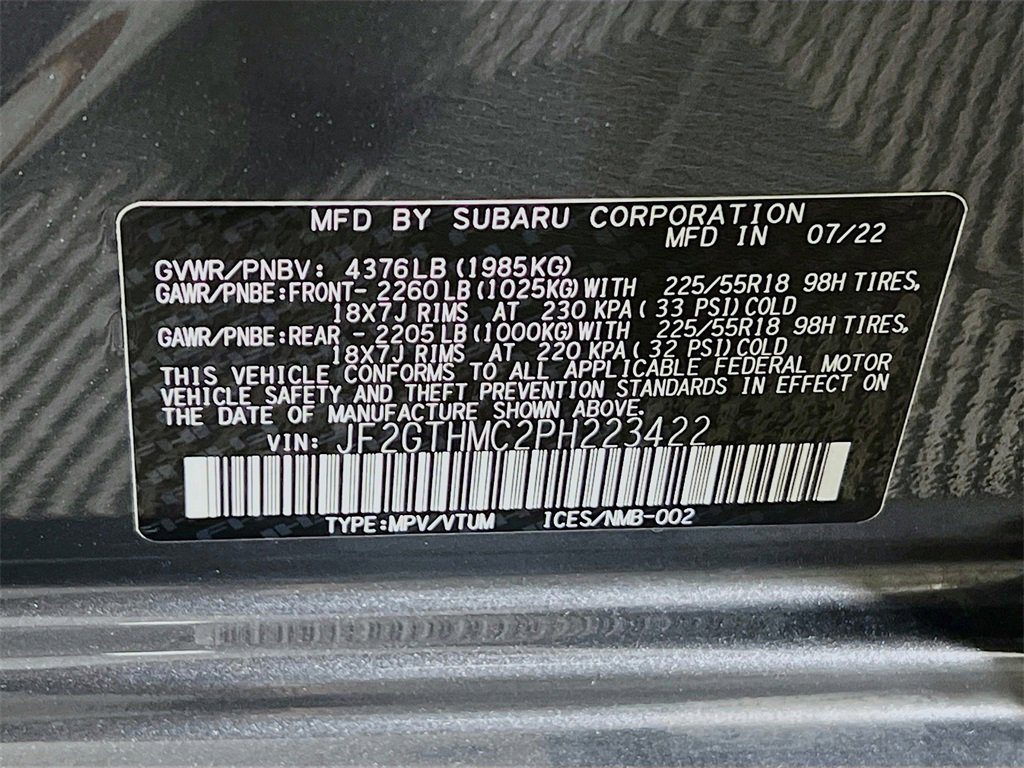 MFD BY SUBARU CORPORATION
MFD IN 07/22
GVWR/PNBV: 4376LB (1985KG)
GAWR/PNBE:FRONT- 2260LB (1025KG) WITH 225/55R18 98H TIRES,
18X7J RIMS AT 230 KPA( 33 PSI) COLD
GAWR/PNBE:REAR - 2205LB (1000KG) WITH 225/55R18 98H TIRES,
18X7J RIMS AT 220 KPA( 32 PSI) COLD
THIS VEHICLE CONFORMS TO ALL APPLICABLE FEDERAL MOTOR
VEHICLE SAFETY AND THEFT PREVENTION STANDARDS IN EFFECT ON
THE DATE OF MANUFACTURE SHOWN ABOVE.
VIN: JF2GTHMC2PH223422
TYPE:MPV/VTUM ICES/NMB-002